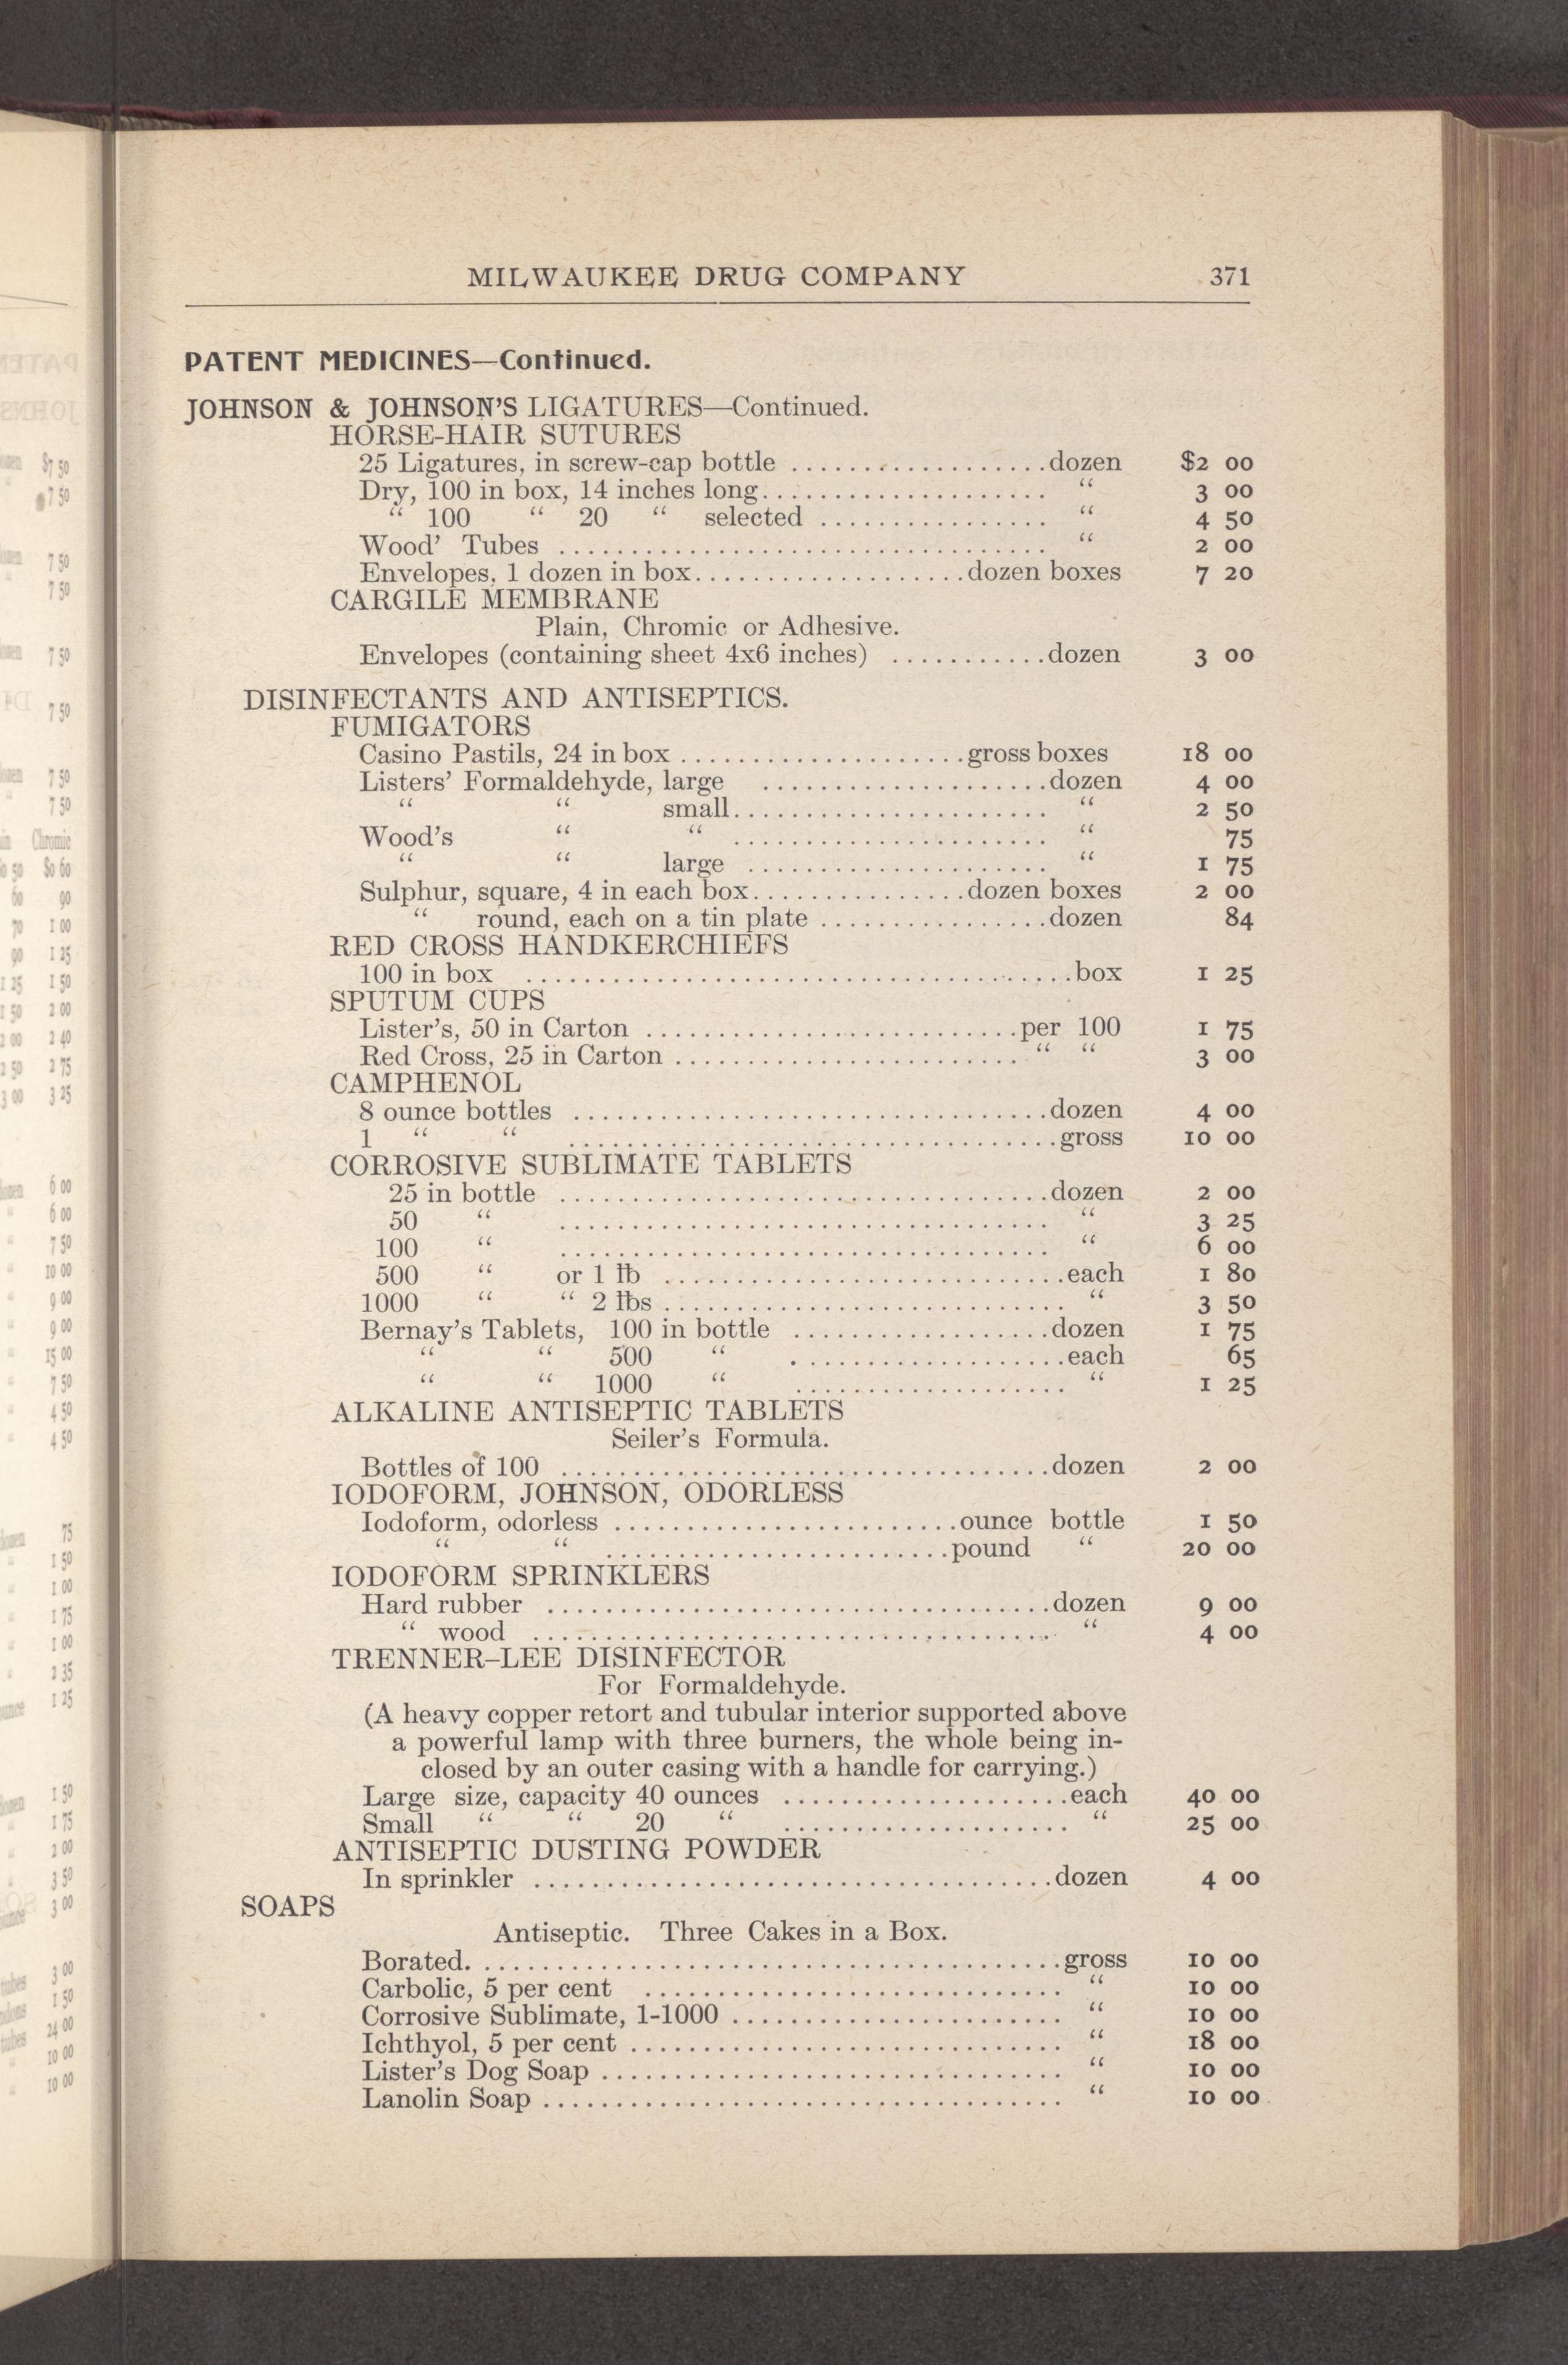 MILWAUKEE DRUG COMPANY 371
PATENT MEDICINES—Continued.
JOHNSON & JOHNSON'S LIGATURES—Continued.
HORSE-HAIR SUTURES
25 Ligatures, in screw-cap bottle ..................dozen $2 00
Dry, 100 in box, 14 inches long.................... “ 3 00
“ 100 “ 20 “ selected ................ “ 4 50
Wood' Tubes .................................. “ 2 00
Envelopes, 1 dozen in box...................dozen boxes 7 20
CARGILE MEMBRANE
Plain, Chromic or Adhesive.
Envelopes (containing sheet 4x6 inches) ...........dozen 3 00
DISINFECTANTS AND ANTISEPTICS.
FUMIGATORS
Casino Pastils, 24 in box ....................gross boxes 18 00
Listers' Formaldehyde, large ....................dozen 4 00
“ “ small...................... “ 2 50
Wood's “ “ ...................... “ 75
“ “ large ..................... “ 1 75
Sulphur, square, 4 in each box...............dozen boxes 2 00
“ round, each on a tin plate ................dozen 84
RED CROSS HANDKERCHIEFS
100 in box ......................................box 1 25
SPUTUM CUPS
Lister's, 50 in Carton ..........................per 100 1 75
Red Cross, 25 in Carton ........................ “ “ 3 00
CAMPHENOL
8 ounce bottles .................................dozen 4 00
1 “ “ ..................................gross 10 00
CORROSIVE SUBLIMATE TABLETS
25 in bottle ..................................dozen 2 00
50 “ .................................. “ 3 25
100 “ .................................. “ 6 00
500 “ or 1 lb ............................each 1 80
1000 “ “ 2 lbs ............................ “ 3 50
Bernay's Tablets, 100 in bottle ..................dozen 1 75
“ “ 500 “ ...................each 65
“ “ 1000 “ ................... “ 1 25
ALKALINE ANTISEPTIC TABLETS
Seiler's Formula.
Bottles of 100 ..................................dozen 2 00
IODOFORM, JOHNSON, ODORLESS
Iodoform, odorless ........................ounce bottle 1 50
“ “ ........................pound “ 20 00
IODOFORM SPRINKLERS
Hard rubber ...................................dozen 9 00
“ wood .................................... “ 4 00
TRENNER-LEE DISINFECTOR
For Formaldehyde.
(A heavy copper retort and tubular interior supported above
a powerful lamp with three burners, the whole being in-
closed by an outer casing with a handle for carrying.)
Large size, capacity 40 ounces ....................each 40 00
Small “ “ 20 “ .................... “ 25 00
ANTISEPTIC DUSTING POWDER
In sprinkler ....................................dozen 4 00
SOAPS
Antiseptic. Three Cakes in a Box.
Borated. ........................................gross 10 00
Carbolic, 5 per cent ............................. “ 10 00
Corrosive Sublimate, 1-1000 ....................... “ 10 00
Ichthyol, 5 per cent .............................. “ 18 00
Lister's Dog Soap ................................ “ 10 00
Lanolin Soap .................................... “ 10 00